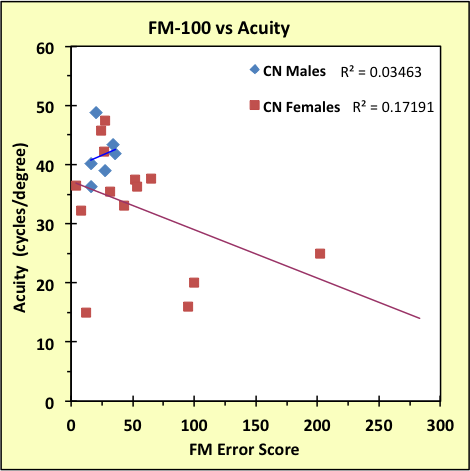 FM-100 vs Acuity
CN Males R² = 0.03463
CN Females R² = 0.17191
Acuity (cycles/degree)
60
50
40
30
20
10
0
0 50 100 150 200 250 300
FM Error Score